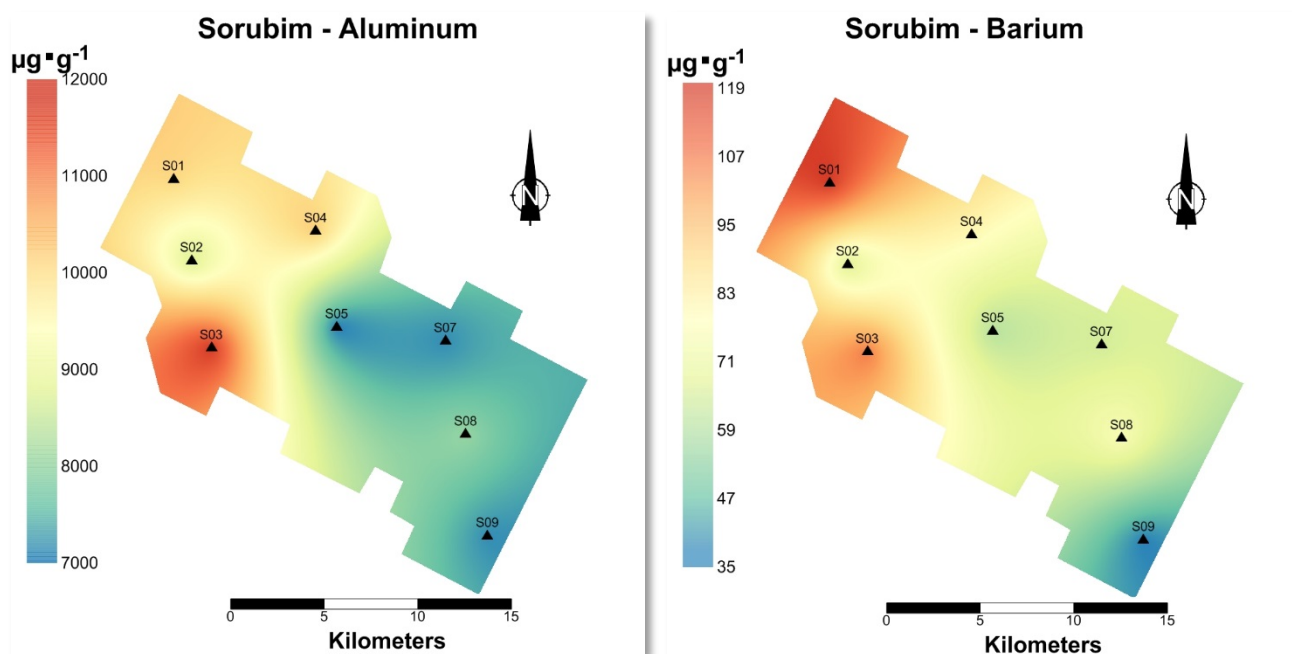 Sorubim - Aluminum
µg▪g-1
12000
11000
10000
9000
8000
7000
S01
S02
S03
S04
S05
S07
S08
S09
N
0 5 10 15
Kilometers
Sorubim - Barium
µg▪g-1
119
107
95
83
71
59
47
35
S01
S02
S03
S04
S05
S07
S08
S09
N
0 5 10 15
Kilometers